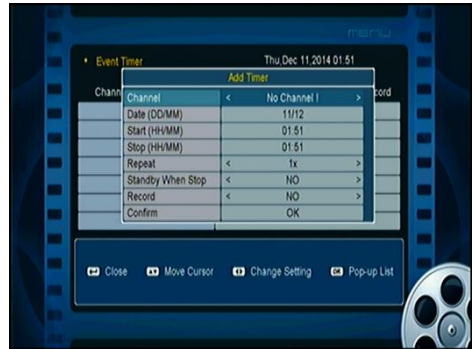 menu
Event Timer Thu,Dec 11,2014 01:51
Add Timer
Chann cord
Channel < No Channel ! >
Date (DD/MM) 11/12
Start (HH/MM) 01:51
Stop (HH/MM) 01:51
Repeat < 1x >
Standby When Stop < NO >
Record < NO >
Confirm OK
Close Move Cursor Change Setting OK Pop-up List